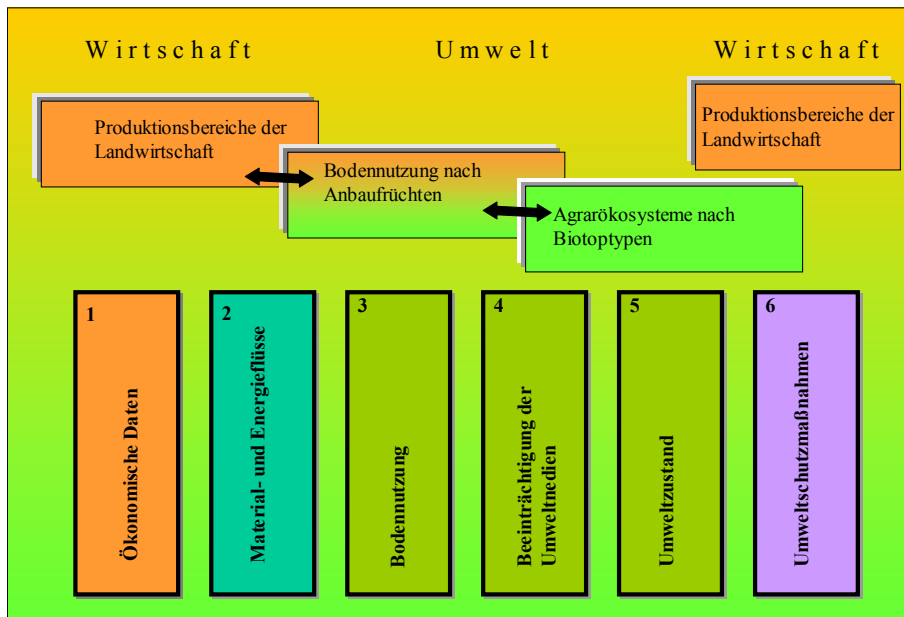 Wirtschaft
Umwelt
Wirtschaft
Produktionsbereiche der
Landwirtschaft
Produktionsbereiche der
Landwirtschaft
Bodennutzung nach
Anbaufrüchten
Agrarökosysteme nach
Biotoptypen
1
Ökonomische Daten
2
Material- und Energieflüsse
3
Bodennutzung
4
Beeinträchtigung der
Umweltnedien
5
Umweltzustand
6
Umweltschutzmaßnahmen